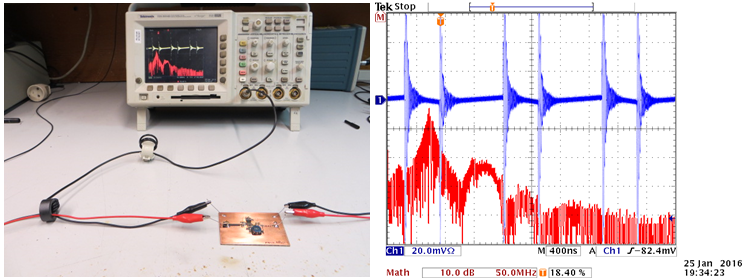 Tektronix
Tek Stop
M
T
T
1
Ch1 20.0mVΩ M 400ns A Ch1 -82.4mV
Math 10.0 dB 50.0MHz T 18.40 %
25 Jan 2016
19:34:23